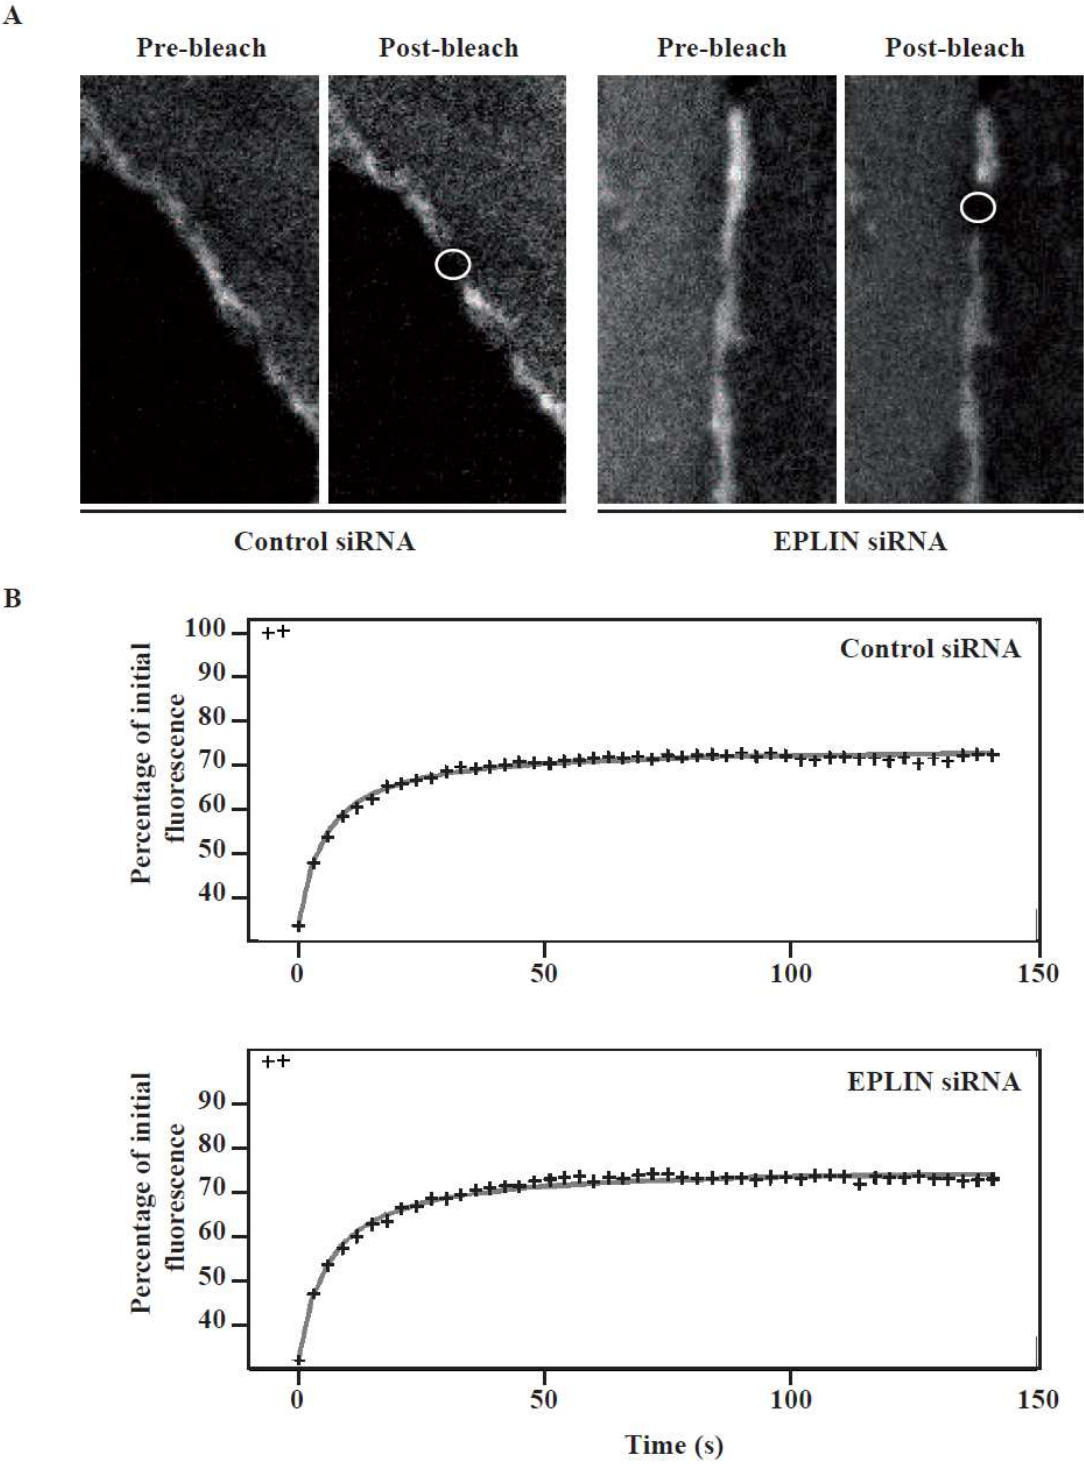 A
Pre-bleach Post-bleach Pre-bleach Post-bleach
Control siRNA EPLIN siRNA
B
Percentage of initial
fluorescence
100
90
80
70
60
50
40
Control siRNA
0 50 100 150
Percentage of initial
fluorescence
90
80
70
60
50
40
EPLIN siRNA
0 50 100 150
Time (s)